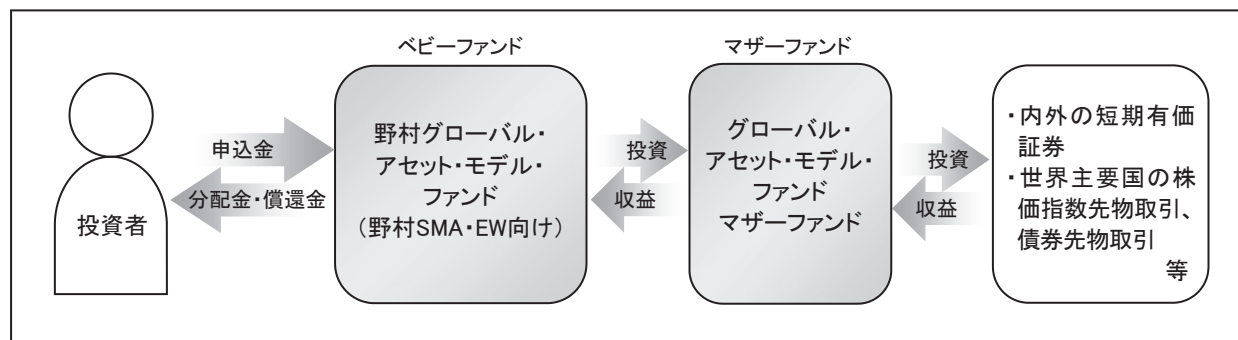 投資者
申込金
分配金・償還金
ベビーファンド
野村グローバル・
アセット・モデル・
ファンド
(野村SMA・EW向け)
投資
収益
マザーファンド
グローバル・
アセット・モデル・
ファンド
マザーファンド
投資
収益
・内外の短期有価
証券
・世界主要国の株
価指数先物取引、
債券先物取引
等